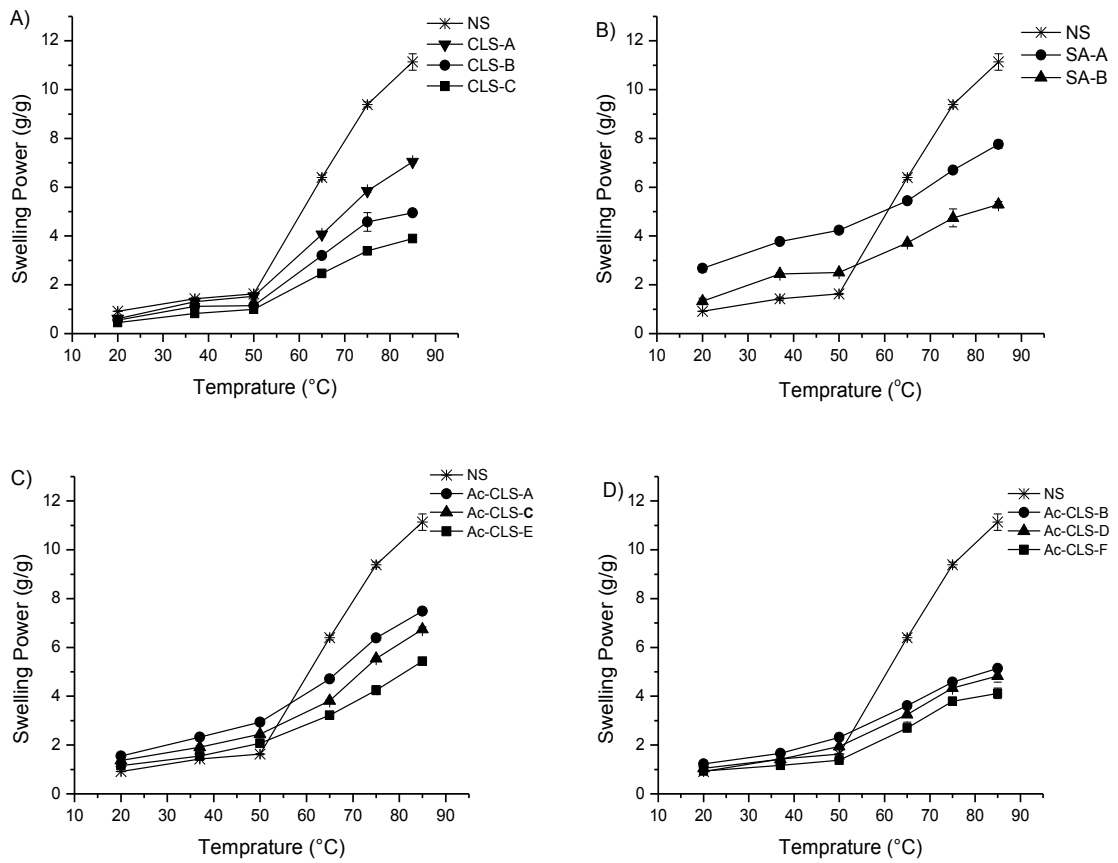 A)
NS
CLS-A
CLS-B
CLS-C
12
10
8
6
4
2
0
Swelling Power (g/g)
10 20 30 40 50 60 70 80 90
Temprature (°C)
B)
NS
SA-A
SA-B
12
10
8
6
4
2
0
Swelling Power (g/g)
10 20 30 40 50 60 70 80 90
Temprature (°C)
C)
NS
Ac-CLS-A
Ac-CLS-C
Ac-CLS-E
12
10
8
6
4
2
0
Swelling Power (g/g)
10 20 30 40 50 60 70 80 90
Temprature (°C)
D)
NS
Ac-CLS-B
Ac-CLS-D
Ac-CLS-F
12
10
8
6
4
2
0
Swelling Power (g/g)
10 20 30 40 50 60 70 80 90
Temprature (°C)